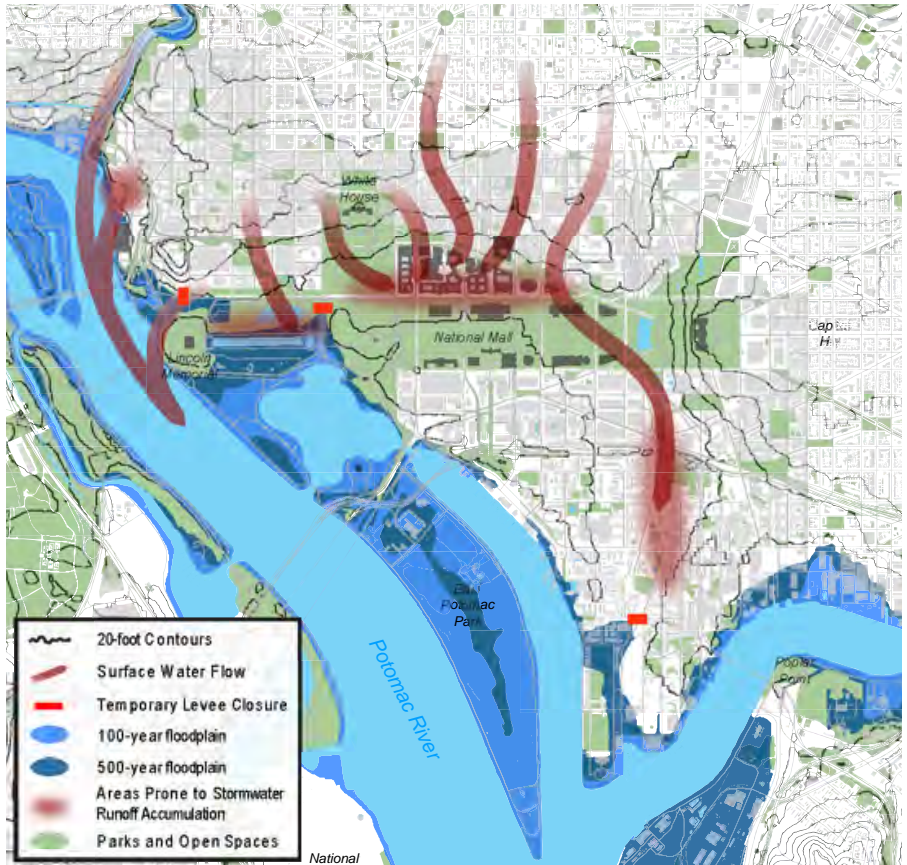 White
House
National Mall
Lincoln
Memorial
Cap
H
East
Potomac
Park
Potomac River
Poplar
Point
20-foot Contours
Surface Water Flow
Temporary Levee Closure
100-year floodplain
500-year floodplain
Areas Prone to Stormwater
Runoff Accumulation
Parks and Open Spaces
National